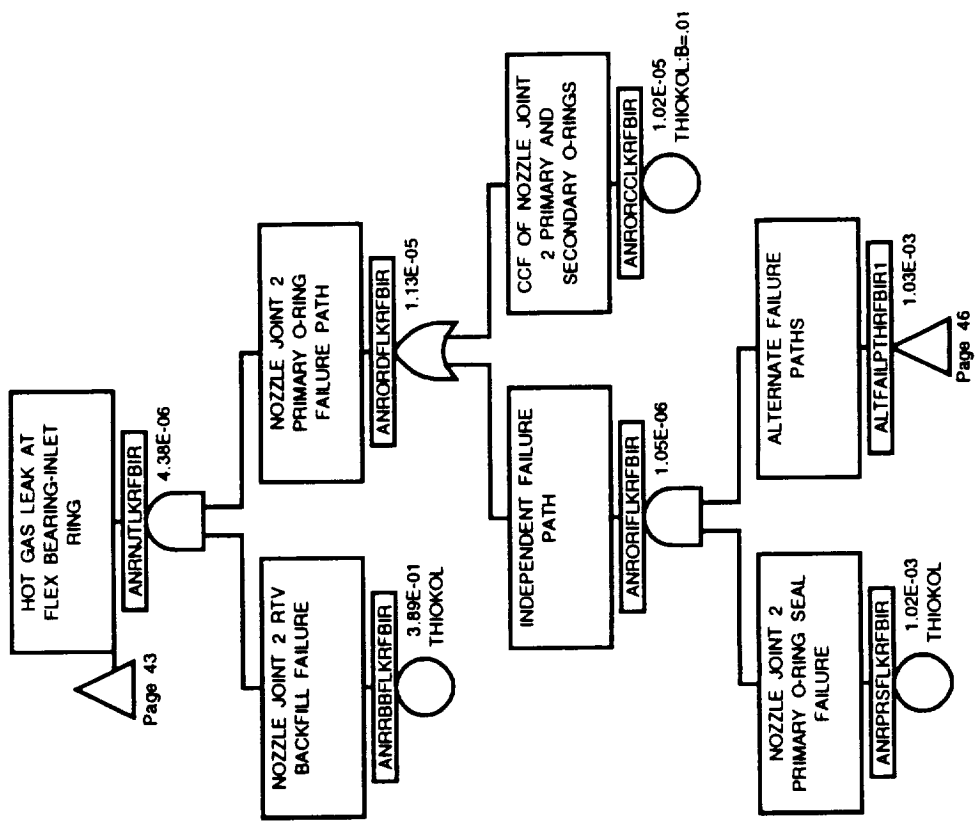 HOT GAS LEAK AT
FLEX BEARING-INLET
RING
ANRNJTLKRFBIR
4.38E-06
Page 43
NOZZLE JOINT 2 RTV
BACKFILL FAILURE
ANRRBBFLKRFBIR
3.89E-01
THIOKOL
NOZZLE JOINT 2
PRIMARY O-RING
FAILURE PATH
ANRORDFLKRFBIR
1.13E-05
INDEPENDENT FAILURE
PATH
ANRORIFLKRFBIR
1.05E-06
CCF OF NOZZLE JOINT
2 PRIMARY AND
SECONDARY O-RINGS
ANRORCCLKRFBIR
1.02E-05
THIOKOL:B=.01
NOZZLE JOINT 2
PRIMARY O-RING SEAL
FAILURE
ANRPRSFLKRFBIR
1.02E-03
THIOKOL
ALTERNATE FAILURE
PATHS
ALTFAILPTHRFBIR1
1.03E-03
Page 46